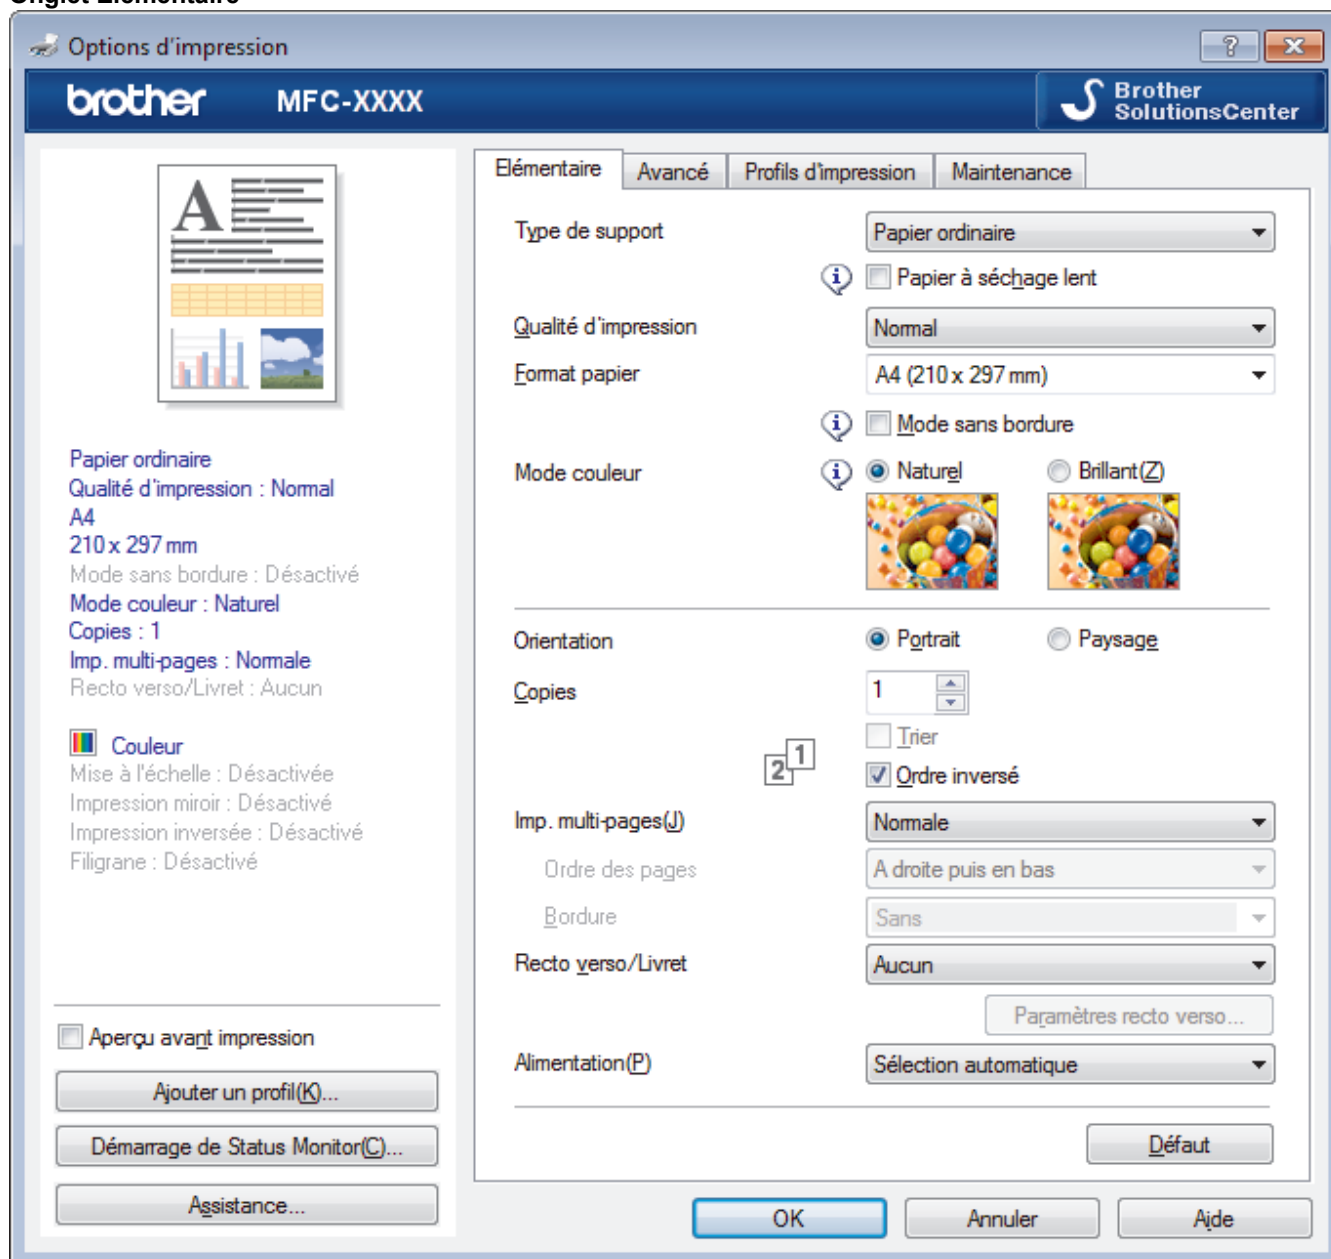 Onglet Elémentaire
Options d'impression
brother MFC-XXXX
Brother
SolutionsCenter
A
Papier ordinaire
Qualité d'impression : Normal
A4
210 x 297 mm
Mode sans bordure : Désactivé
Mode couleur : Naturel
Copies : 1
Imp. multi-pages : Normale
Recto verso/Livret : Aucun
Couleur
Mise à l'échelle : Désactivée
Impression miroir : Désactivé
Impression inversée : Désactivé
Filigrane : Désactivé
Aperçu avant impression
Ajouter un profil(K)...
Démarrage de Status Monitor(C)...
Assistance...
Elémentaire Avancé Profils d'impression Maintenance
Type de support Papier ordinaire
Papier à séchage lent
Qualité d'impression Normal
Format papier A4 (210 x 297 mm)
Mode sans bordure
Mode couleur Naturel Brillant(Z)
Orientation Portrait Paysage
Copies 1
Trier
2 1 Ordre inversé
Imp. multi-pages(J) Normale
Ordre des pages A droite puis en bas
Bordure Sans
Recto verso/Livret Aucun
Paramètres recto verso...
Alimentation(P) Sélection automatique
Défaut
OK Annuler Aide